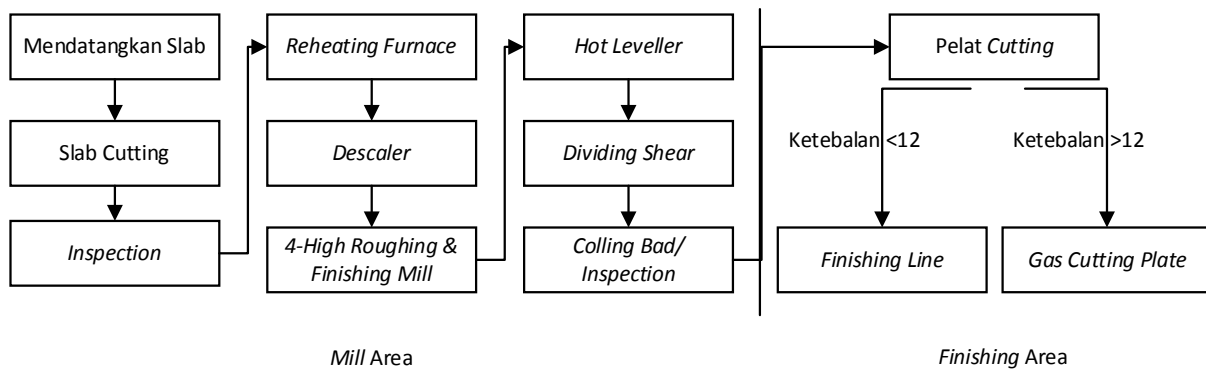 Mendatangkan Slab
Slab Cutting
Inspection
Reheating Furnace
Descaler
4-High Roughing &
Finishing Mill
Hot Leveller
Dividing Shear
Colling Bad/
Inspection
Pelat Cutting
Ketebalan <12
Ketebalan >12
Finishing Line
Gas Cutting Plate
Mill Area
Finishing Area